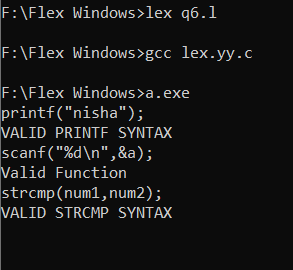 F:\Flex Windows>lex q6.l
F:\Flex Windows>gcc lex.yy.c
F:\Flex Windows>a.exe
printf("nisha");
VALID PRINTF SYNTAX
scanf("%d\n",&a);
Valid Function
strcmp(num1,num2);
VALID STRCMP SYNTAX